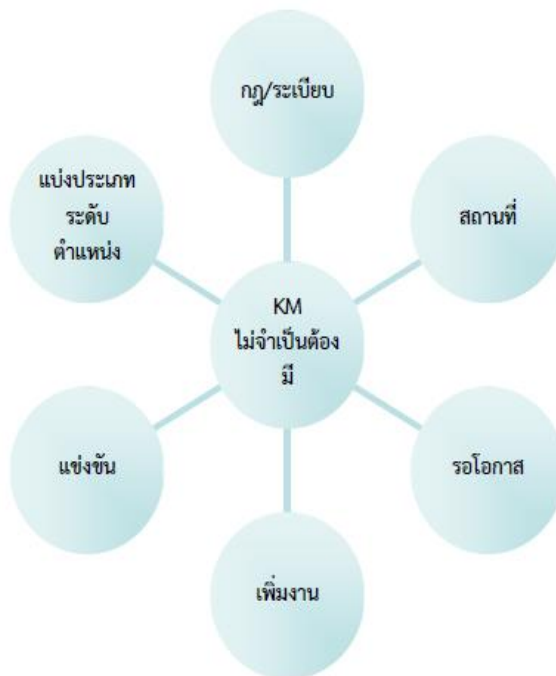 กฎ/ระเบียบ
แบ่งประเภท
ระดับ
ตำแหน่ง
สถานที่
KM
ไม่จำเป็นต้อง
มี
แข่งขัน
รอโอกาส
เพิ่มงาน